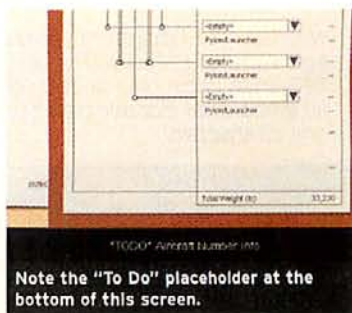 <Empty>
Pylon/Launcher
<Empty>
Pylon/Launcher
<Empty>
Pylon/Launcher
Total Weight (lb) 33,230
*TODO* Aircraft Number Info
Note the "To Do" placeholder at the
bottom of this screen.